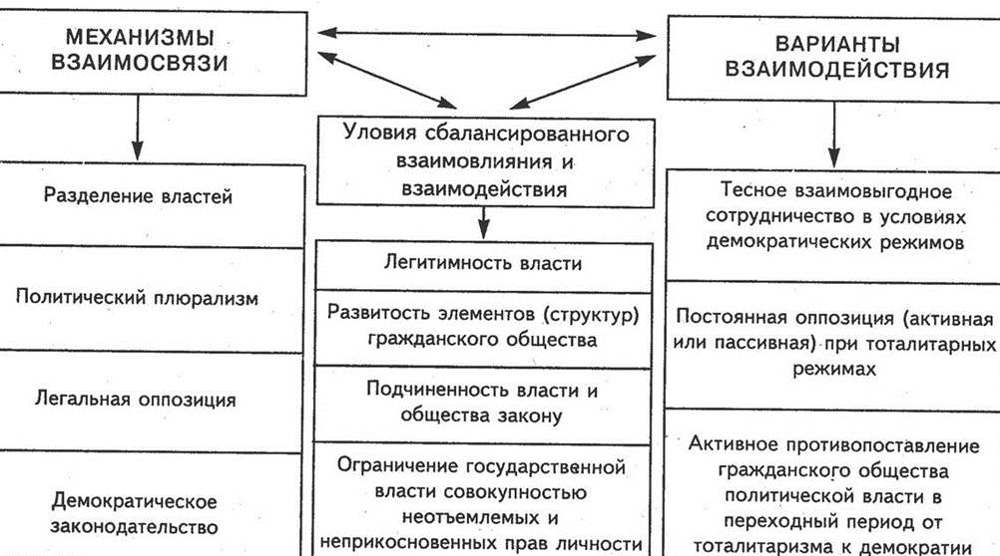 МЕХАНИЗМЫ
ВЗАИМОСВЯЗИ
Разделение властей
Политический плюрализм
Легальная оппозиция
Демократическое
законодательство
Уловия сбалансированного
взаимовлияния и
взаимодействия
Легитимность власти
Развитость элементов (структур)
гражданского общества
Подчиненность власти и
общества закону
Ограничение государственной
власти совокупностью
неотъемлемых и
неприкосновенных прав личности
ВАРИАНТЫ
ВЗАИМОДЕЙСТВИЯ
Тесное взаимовыгодное
сотрудничество в условиях
демократических режимов
Постоянная оппозиция (активная
или пассивная) при тоталитарных
режимах
Активное противопоставление
гражданского общества
политической власти в
переходный период от
тоталитаризма к демократии